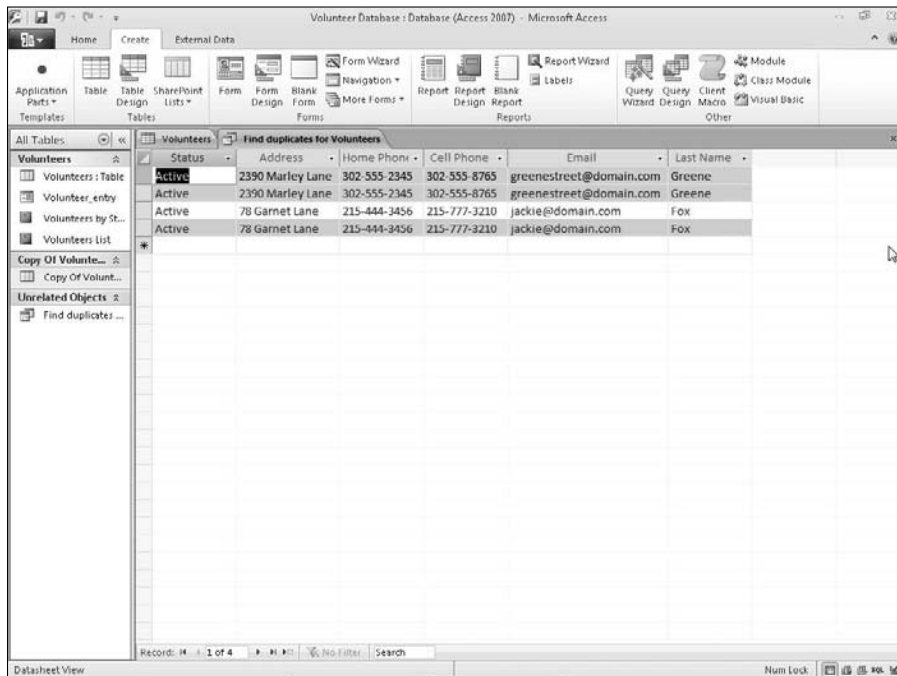 Volunteer Database : Database (Access 2007) - Microsoft Access
Home Create External Data
Application Parts
Table
Table Design
SharePoint Lists
Form
Form Design
Blank Form
Form Wizard
Navigation
More Forms
Report
Report Design
Blank Report
Report Wizard
Labels
Query Wizard
Query Design
Client Macro
Module
Class Module
Visual Basic
Templates Tables Forms Reports Other
All Tables
Volunteers
Volunteers : Table
Volunteer_entry
Volunteers by St...
Volunteers List
Copy Of Volunte...
Copy Of Volunt...
Unrelated Objects
Find duplicates ...
Volunteers Find duplicates for Volunteers
Status Address Home Phone Cell Phone Email Last Name
Active 2390 Marley Lane 302-555-2345 302-555-8765 greenestreet@domain.com Greene
Active 2390 Marley Lane 302-555-2345 302-555-8765 greenestreet@domain.com Greene
Active 78 Garnet Lane 215-444-3456 215-777-3210 jackie@domain.com Fox
Active 78 Garnet Lane 215-444-3456 215-777-3210 jackie@domain.com Fox
Record: 1 of 4 No Filter Search
Datasheet View Num Lock SQL